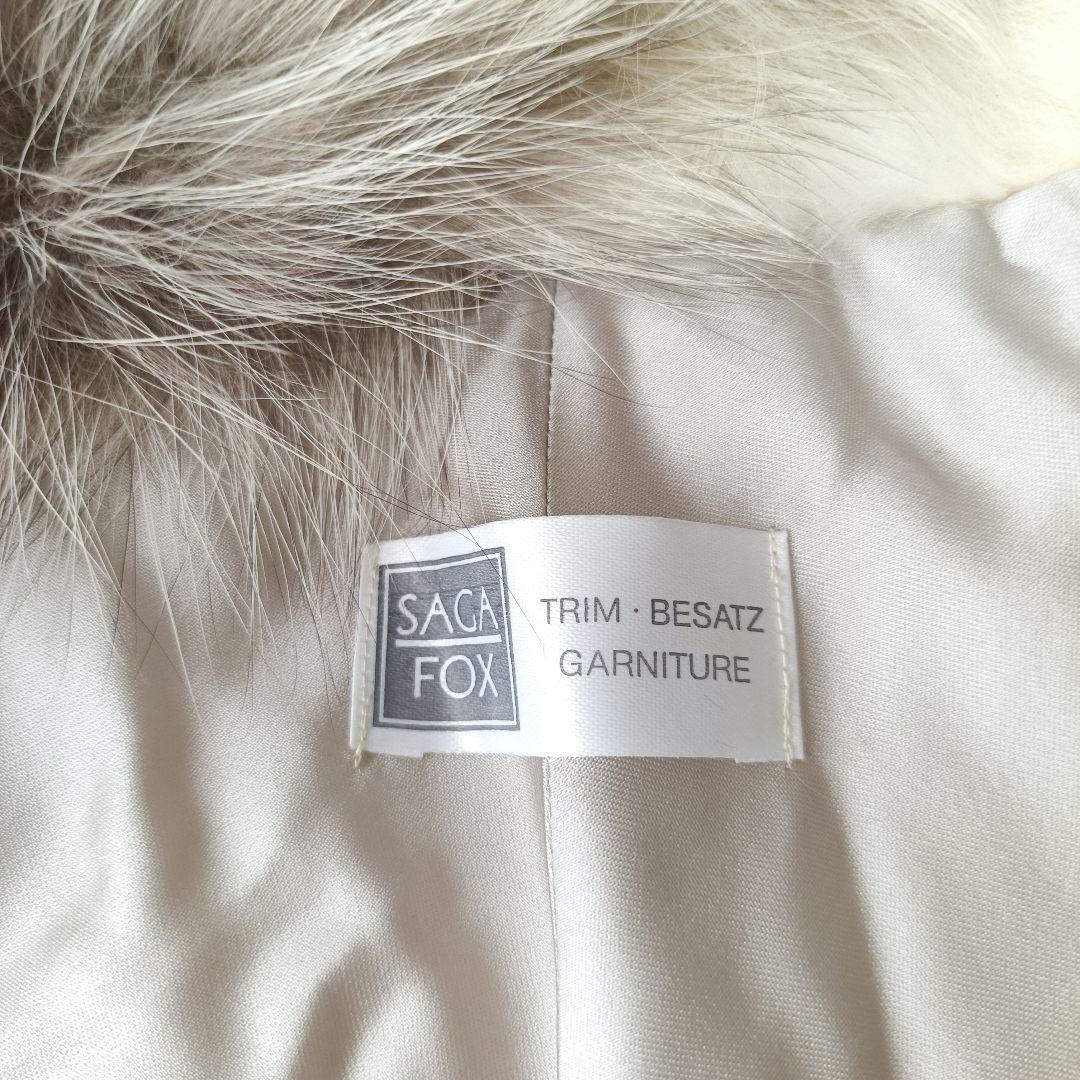 SAGA
FOX
TRIM · BESATZ
GARNITURE